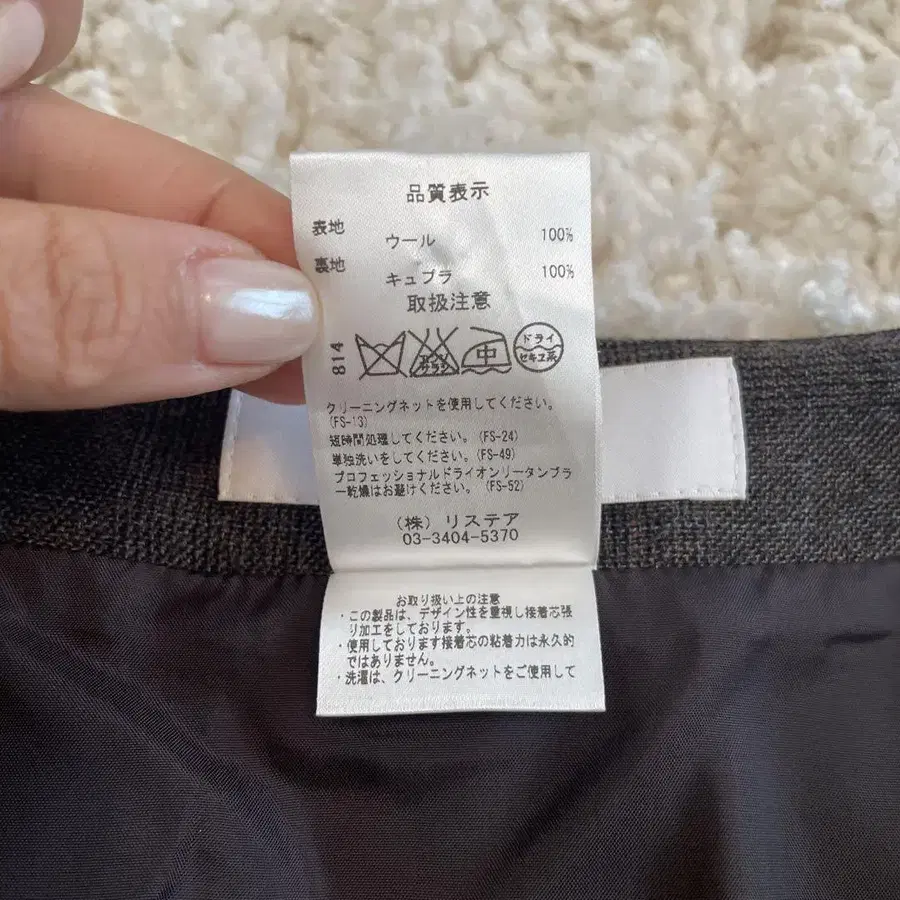 品質表示
表地 ウール 100%
裏地 キュプラ 100%
取扱注意
814 エンソサラシ 中 ドライ セキユ系
クリーニングネットを使用してください。
(FS-13)
短時間処理してください。(FS-24)
単独洗いをしてください。(FS-49)
プロフェッショナルドライオンリータンブラ
ー乾燥はお避けください。(FS-52)
(株) リステア
03-3404-5370
お取り扱い上の注意
・この製品は、デザイン性を重視し接着芯張
り加工をしております。
・使用しております接着芯の粘着力は永久的
ではありません。
・洗濯は、クリーニングネットをご使用して